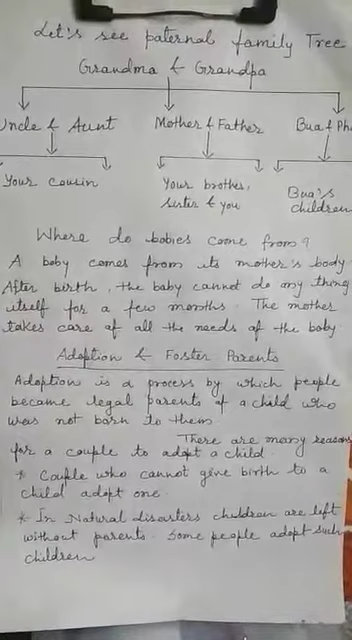 Let's see paternal family Tree
Grandma & Grandpa
Uncle & Aunt Mother & Father Bua & Phu
Your cousin Your brother, Bua's
sister & you children
Where do babies come from?
A baby comes from its mother's body
After birth, the baby cannot do any thing
itself for a few months. The mother
takes care of all the needs of the baby
Adoption & Foster Parents
Adoption is a process by which people
became legal parents of a child who
was not born to them.
There are many reasons
for a couple to adopt a child.
* Couple who cannot give birth to a
child adopt one.
* In Natural disasters children are left
without parents. Some people adopt such
children